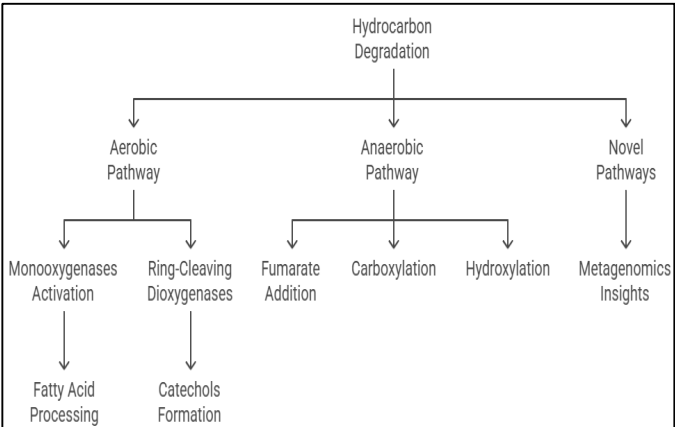 Hydrocarbon
Degradation
Aerobic
Pathway
Anaerobic
Pathway
Novel
Pathways
Monooxygenases
Activation
Ring-Cleaving
Dioxygenases
Fumarate
Addition
Carboxylation
Hydroxylation
Metagenomics
Insights
Fatty Acid
Processing
Catechols
Formation